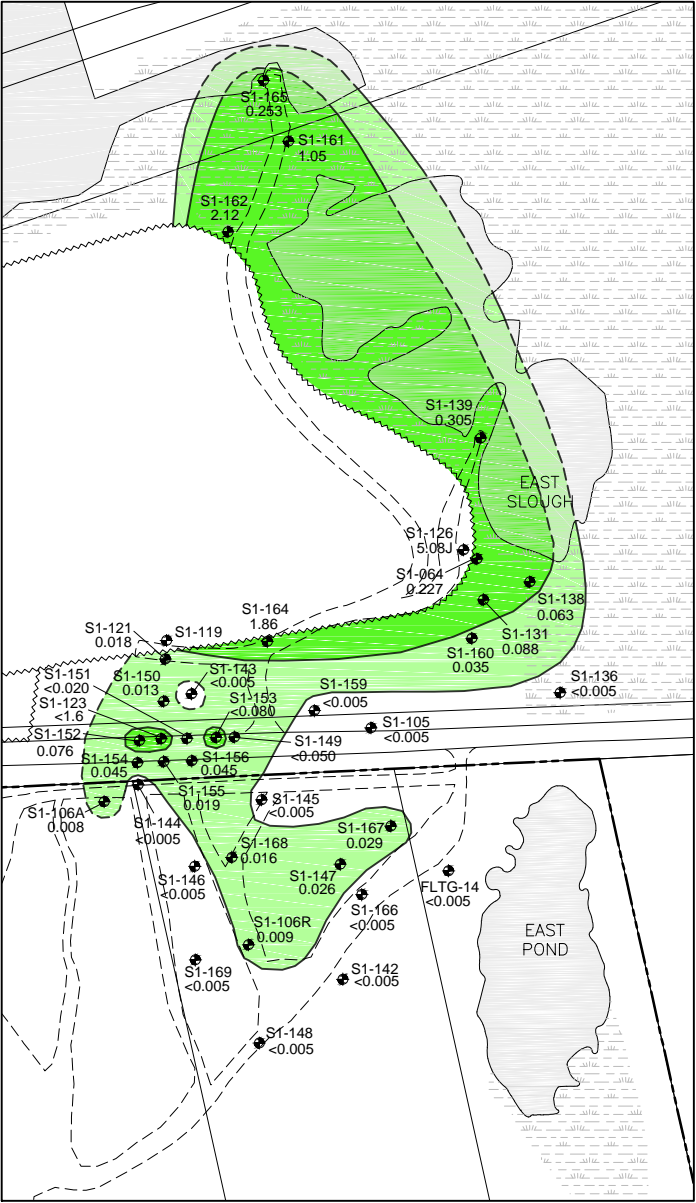 S1-165
0.253
S1-161
1.05
S1-162
2.12
S1-139
0.305
EAST
SLOUGH
S1-126
5.08J
S1-064
0.227
S1-138
0.063
S1-131
0.088
S1-160
0.035
S1-164
1.86
S1-121
0.018
S1-119
S1-136
<0.005
S1-151
<0.020
S1-150
0.013
S1-143
<0.005
S1-159
<0.005
S1-123
<1.6
S1-153
<0.080
S1-105
<0.005
S1-152
0.076
S1-149
<0.050
S1-154
0.045
S1-156
0.045
S1-155
0.019
S1-106A
0.008
S1-144
<0.005
S1-145
<0.005
S1-167
0.029
S1-168
0.016
S1-146
<0.005
S1-147
0.026
FLTG-14
<0.005
S1-166
<0.005
S1-106R
0.009
EAST
POND
S1-169
<0.005
S1-142
<0.005
S1-148
<0.005